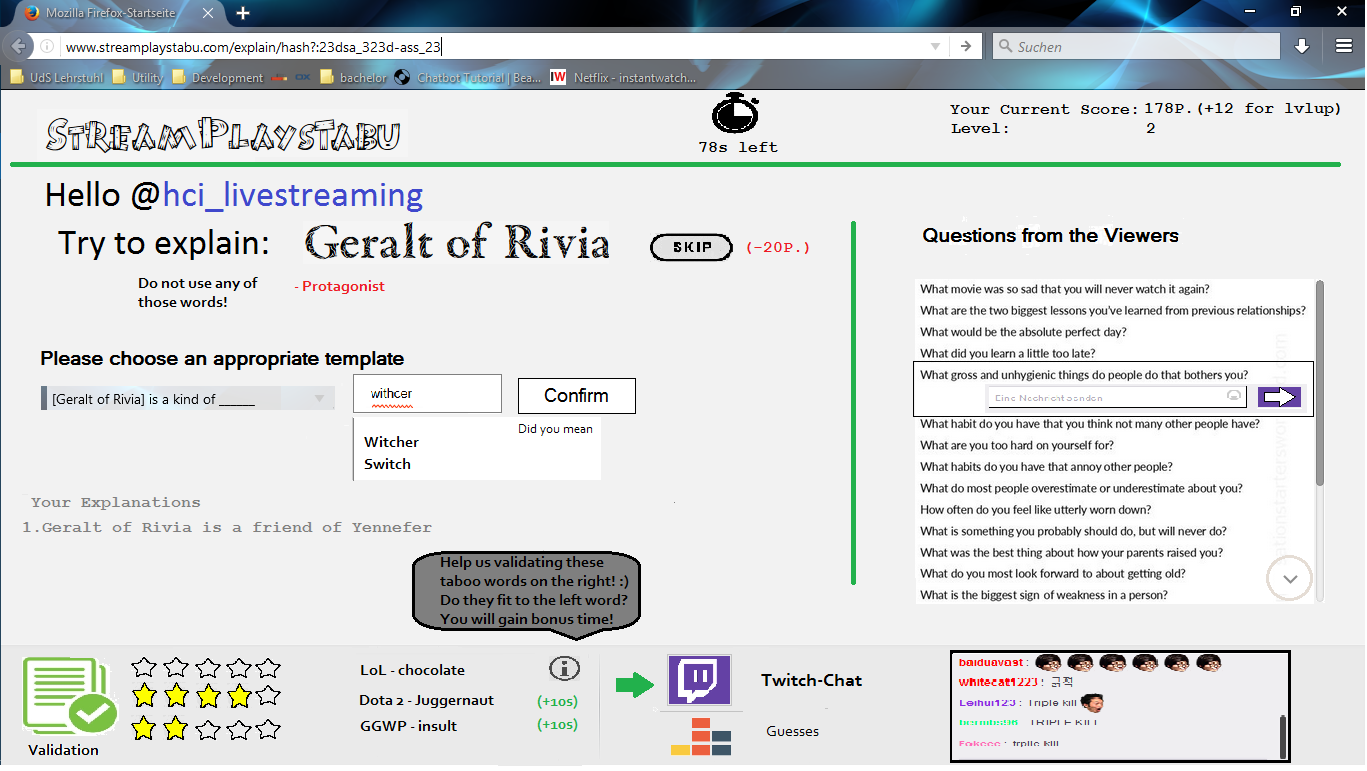 Mozilla Firefox-Startseite
www.streamplaystabu.com/explain/hash?:23dsa_323d-ass_23
Suchen
UdS Lehrstuhl Utility Development bachelor Chatbot Tutorial | Bea... Netflix - instantwatch...
StreamPlaysTabu
78s left
Your Current Score: 178P.(+12 for lvlup)
Level: 2
Hello @hci_livestreaming
Try to explain: Geralt of Rivia
SKIP (-20P.)
Do not use any of
those words!
- Protagonist
Please choose an appropriate template
[Geralt of Rivia] is a kind of ______
withcer
Confirm
Did you mean
Witcher
Switch
Your Explanations
1.Geralt of Rivia is a friend of Yennefer
Questions from the Viewers
What movie was so sad that you will never watch it again?
What are the two biggest lessons you've learned from previous relationships?
What would be the absolute perfect day?
What did you learn a little too late?
What gross and unhygienic things do people do that bothers you?
Eine Nachricht senden
What habit do you have that you think not many other people have?
What are you too hard on yourself for?
What habits do you have that annoy other people?
What do most people overestimate or underestimate about you?
How often do you feel like utterly worn down?
What is something you probably should do, but will never do?
What was the best thing about how your parents raised you?
What do you most look forward to about getting old?
What is the biggest sign of weakness in a person?
Help us validating these
taboo words on the right! :)
Do they fit to the left word?
You will gain bonus time!
Validation
LoL - chocolate
Dota 2 - Juggernaut (+10s)
GGWP - insult (+10s)
Twitch-Chat
Guesses
whitecat1223 : 긁적
Leihui123 : Triple kill
TRIPLE KILL